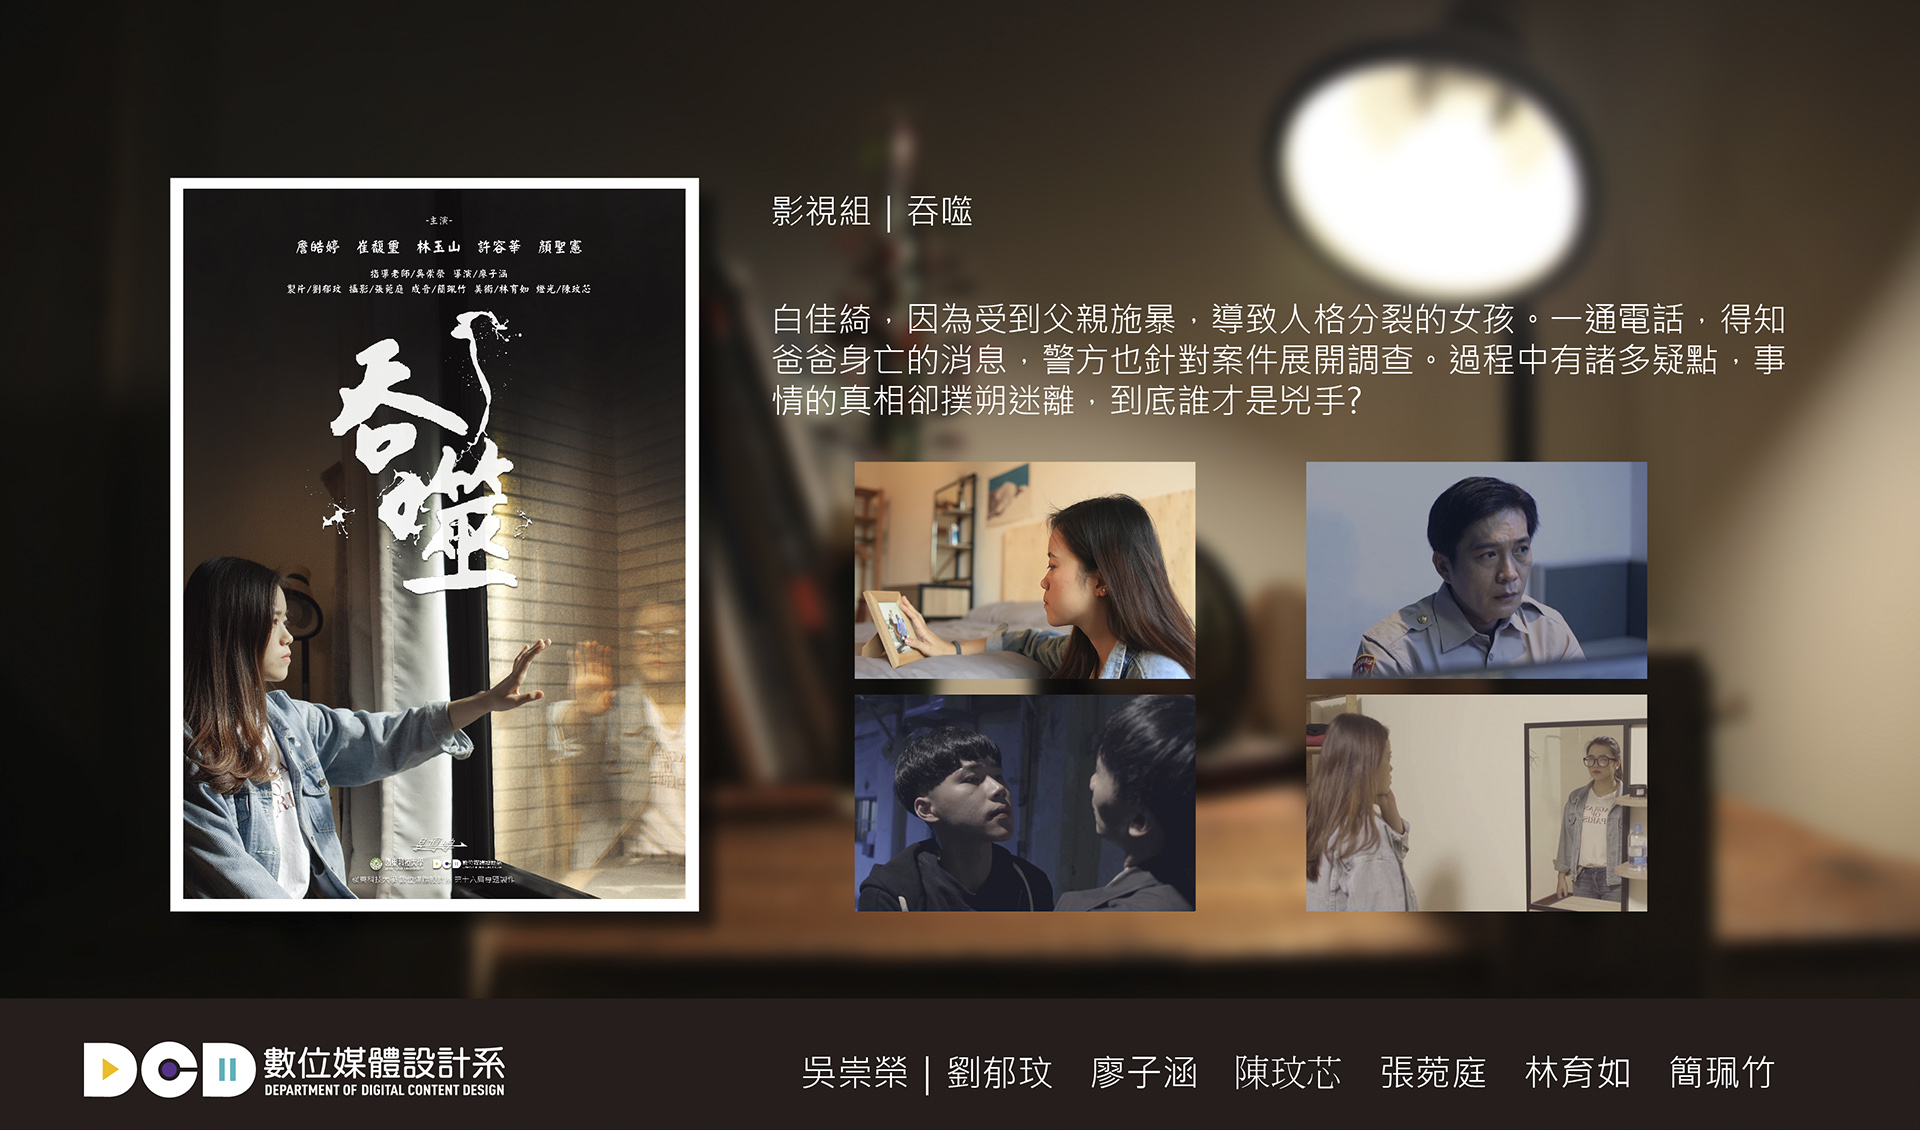 -主演-
詹皓婷 崔馥璽 林玉山 許容華 顏聖憲
指導老師/吳崇榮 導演/廖子涵
製片/劉郁玟 攝影/張菀庭 成音/簡珮竹 美術/林育如 燈光/陳玟芯
吞噬
影視組｜吞噬
白佳綺，因為受到父親施暴，導致人格分裂的女孩。一通電話，得知
爸爸身亡的消息，警方也針對案件展開調查。過程中有諸多疑點，事
情的真相卻撲朔迷離，到底誰才是兇手?
DCD 數位媒體設計系
DEPARTMENT OF DIGITAL CONTENT DESIGN
吳崇榮｜劉郁玟 廖子涵 陳玟芯 張菀庭 林育如 簡珮竹